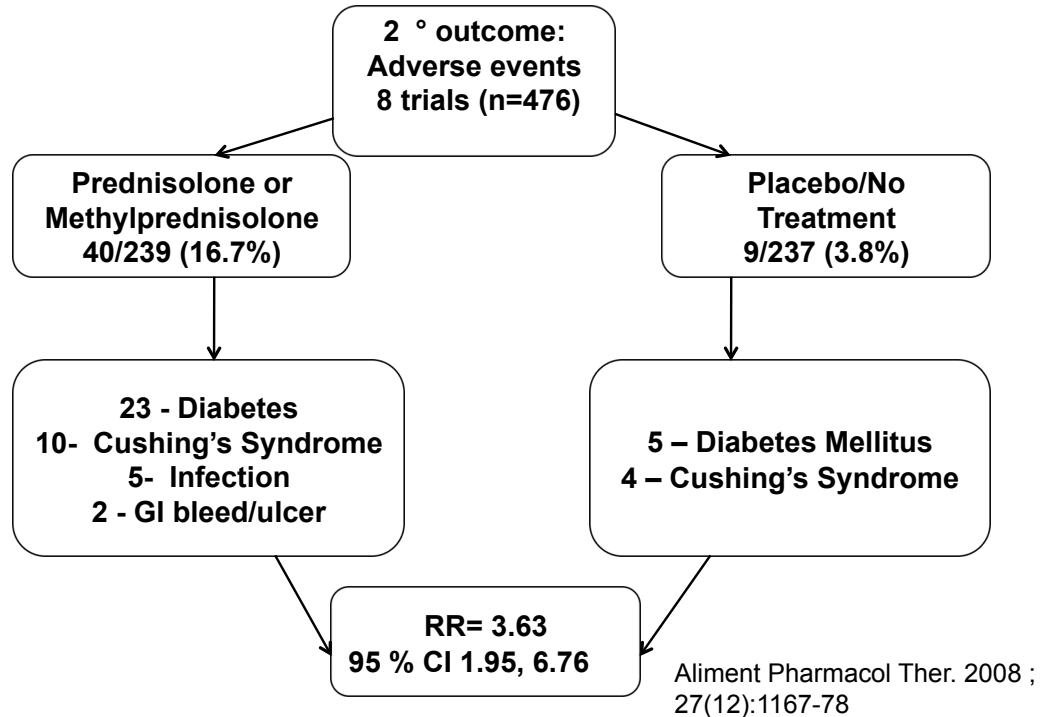 2 ° outcome:
Adverse events
8 trials (n=476)
Prednisolone or
Methylprednisolone
40/239 (16.7%)
Placebo/No
Treatment
9/237 (3.8%)
23 - Diabetes
10- Cushing’s Syndrome
5- Infection
2 - GI bleed/ulcer
5 – Diabetes Mellitus
4 – Cushing’s Syndrome
RR= 3.63
95 % CI 1.95, 6.76
Aliment Pharmacol Ther. 2008 ;
27(12):1167-78